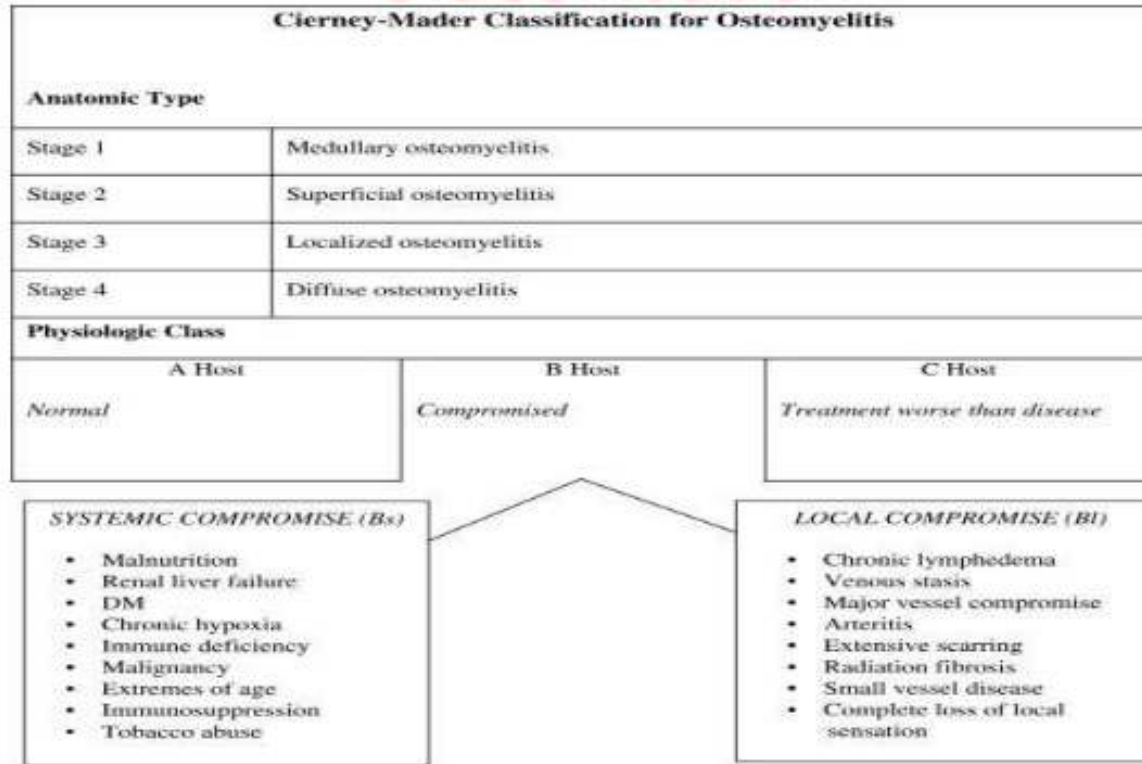 Cierney-Mader Classification for Osteomyelitis
Anatomic Type
Stage 1 Medullary osteomyelitis
Stage 2 Superficial osteomyelitis
Stage 3 Localized osteomyelitis
Stage 4 Diffuse osteomyelitis
Physiologic Class
A Host
Normal
B Host
Compromised
C Host
Treatment worse than disease
SYSTEMIC COMPROMISE (Bs)
• Malnutrition
• Renal liver failure
• DM
• Chronic hypoxia
• Immune deficiency
• Malignancy
• Extremes of age
• Immunosuppression
• Tobacco abuse
LOCAL COMPROMISE (Bl)
• Chronic lymphedema
• Venous stasis
• Major vessel compromise
• Arteritis
• Extensive scarring
• Radiation fibrosis
• Small vessel disease
• Complete loss of local
sensation